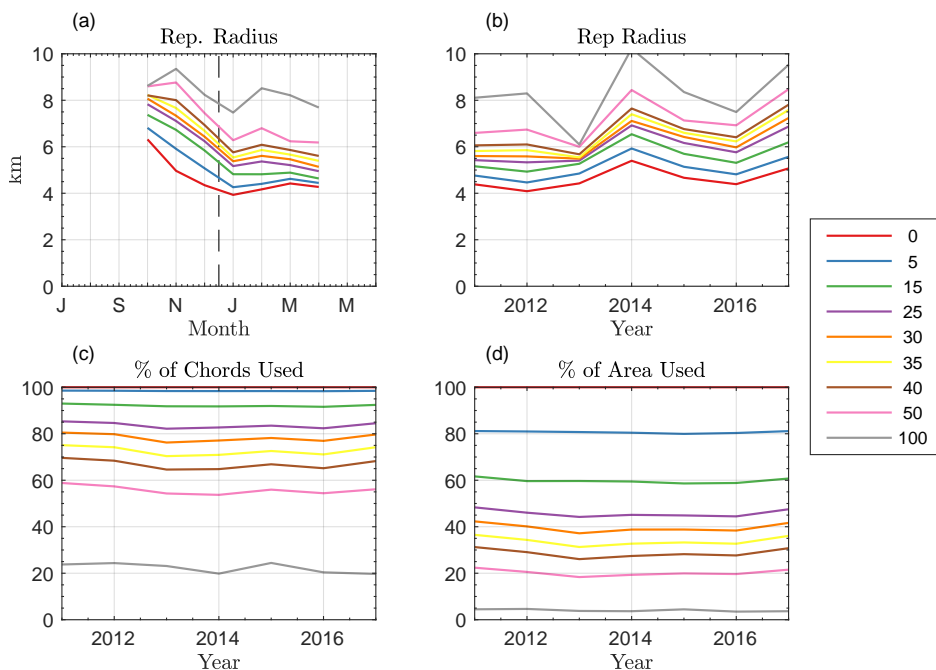 (a)
Rep. Radius
km
10
8
6
4
2
0
J S N J M M
Month
(b)
Rep Radius
10
8
6
4
2
0
2012 2014 2016
Year
(c)
% of Chords Used
100
80
60
40
20
0
2012 2014 2016
Year
(d)
% of Area Used
100
80
60
40
20
0
2012 2014 2016
Year
0
5
15
25
30
35
40
50
100